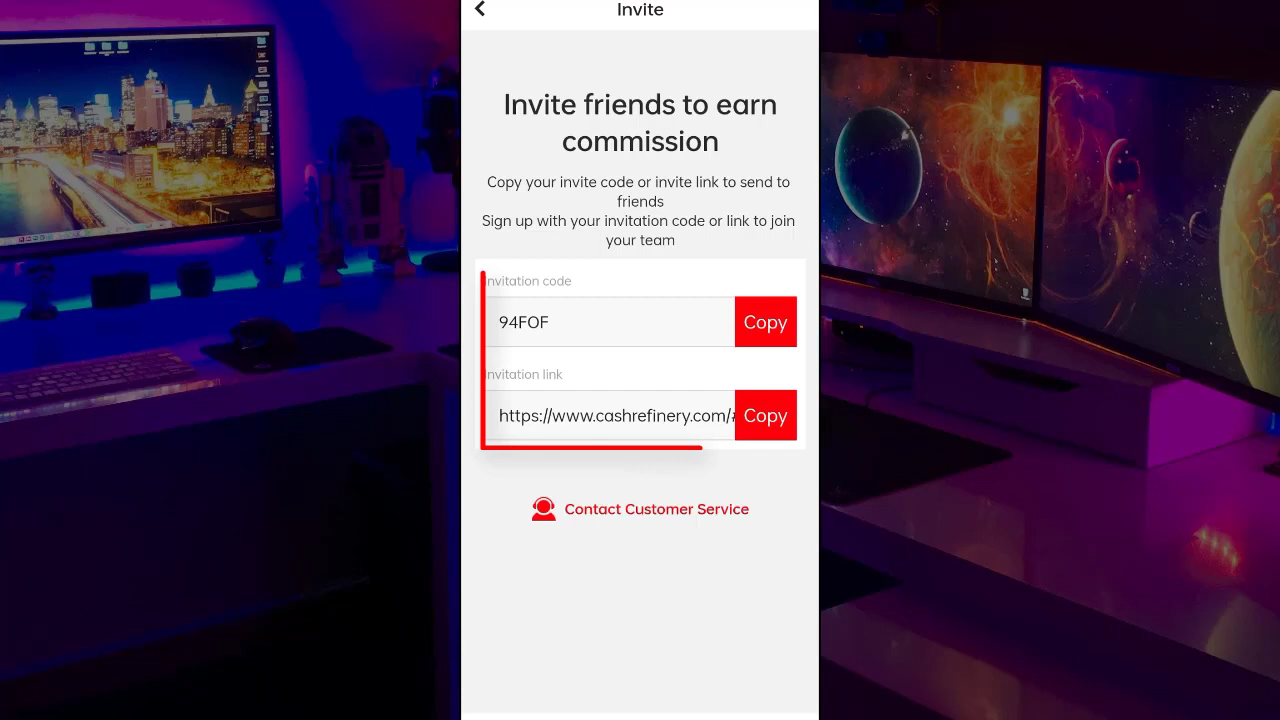 Invite
Invite friends to earn
commission
Copy your invite code or invite link to send to
friends
Sign up with your invitation code or link to join
your team
Invitation code
94FOF
Copy
Invitation link
https://www.cashrefinery.com/#
Copy
Contact Customer Service